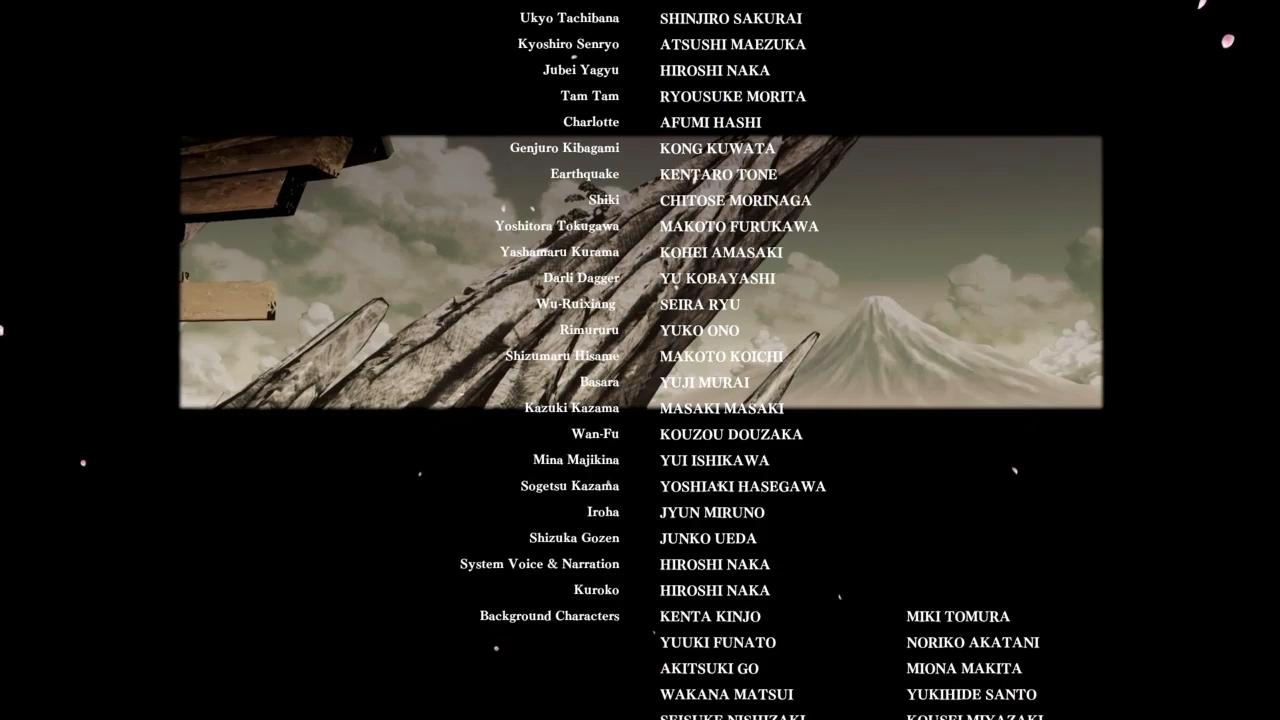 Ukyo Tachibana SHINJIRO SAKURAI
Kyoshiro Senryo ATSUSHI MAEZUKA
Jubei Yagyu HIROSHI NAKA
Tam Tam RYOUSUKE MORITA
Charlotte AFUMI HASHI
Genjuro Kibagami KONG KUWATA
Earthquake KENTARO TONE
Shiki CHITOSE MORINAGA
Yoshitora Tokugawa MAKOTO FURUKAWA
Yashamaru Kurama KOHEI AMASAKI
Darli Dagger YU KOBAYASHI
Wu-Ruixiang SEIRA RYU
Rimururu YUKO ONO
Shizumaru Hisame MAKOTO KOICHI
Basara YUJI MURAI
Kazuki Kazama MASAKI MASAKI
Wan-Fu KOUZOU DOUZAKA
Mina Majikina YUI ISHIKAWA
Sogetsu Kazama YOSHIAKI HASEGAWA
Iroha JYUN MIRUNO
Shizuka Gozen JUNKO UEDA
System Voice & Narration HIROSHI NAKA
Kuroko HIROSHI NAKA
Background Characters KENTA KINJO MIKI TOMURA
YUUKI FUNATO NORIKO AKATANI
AKITSUKI GO MIONA MAKITA
WAKANA MATSUI YUKIHIDE SANTO
SEISUKE NISHIZAKI KOUSEI MIYAZAKI